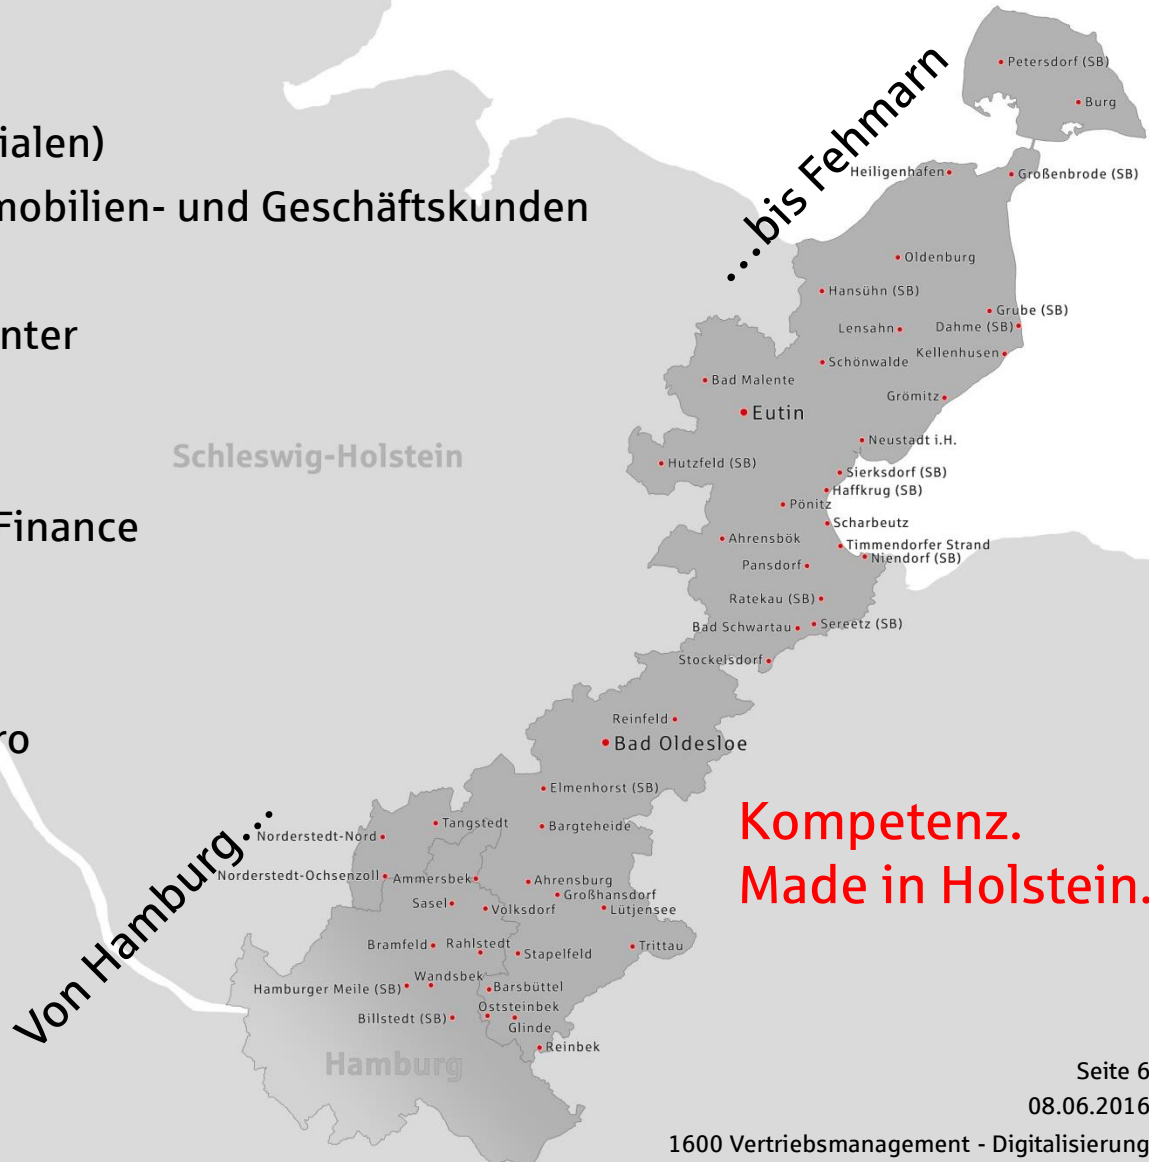 ialen)
mobilien- und Geschäftskunden
nter
Finance
ro
Von Hamburg...
...bis Fehmarn
Schleswig-Holstein
Hamburg
Petersdorf (SB)
Burg
Heiligenhafen
Großenbrode (SB)
Oldenburg
Hansühn (SB)
Grube (SB)
Lensahn
Dahme (SB)
Kellenhusen
Schönwalde
Bad Malente
Grömitz
Eutin
Neustadt i.H.
Hutzfeld (SB)
Sierksdorf (SB)
Haffkrug (SB)
Pönitz
Scharbeutz
Ahrensbök
Timmendorfer Strand
Niendorf (SB)
Pansdorf
Ratekau (SB)
Bad Schwartau
Sereetz (SB)
Stockelsdorf
Reinfeld
Bad Oldesloe
Elmenhorst (SB)
Tangstedt
Bargteheide
Norderstedt-Nord
Norderstedt-Ochsenzoll
Ammersbek
Ahrensburg
Großhansdorf
Sasel
Volksdorf
Lütjensee
Bramfeld
Rahlstedt
Stapelfeld
Trittau
Wandsbek
Hamburger Meile (SB)
Barsbüttel
Oststeinbek
Billstedt (SB)
Glinde
Reinbek
Kompetenz.
Made in Holstein.
Seite 6
08.06.2016
1600 Vertriebsmanagement - Digitalisierung